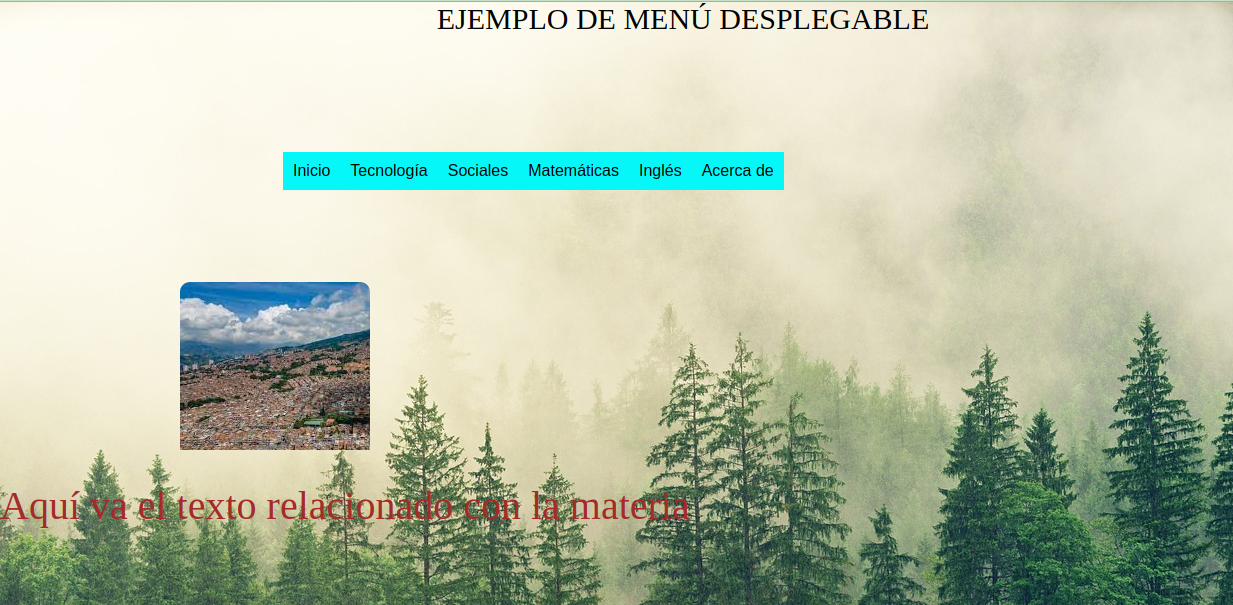 EJEMPLO DE MENÚ DESPLEGABLE
Inicio Tecnología Sociales Matemáticas Inglés Acerca de
Aquí va el texto relacionado con la materia